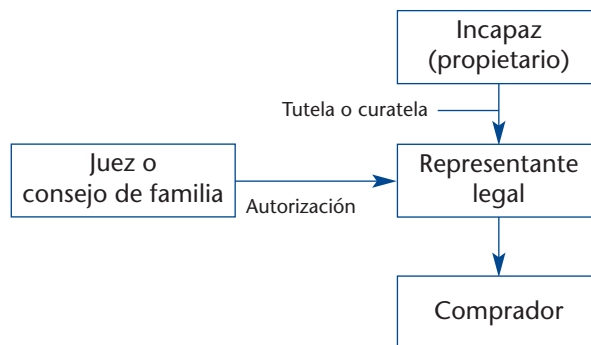 Incapaz
(propietario)
Tutela o curatela
Juez o
consejo de familia
Autorización
Representante
legal
Comprador